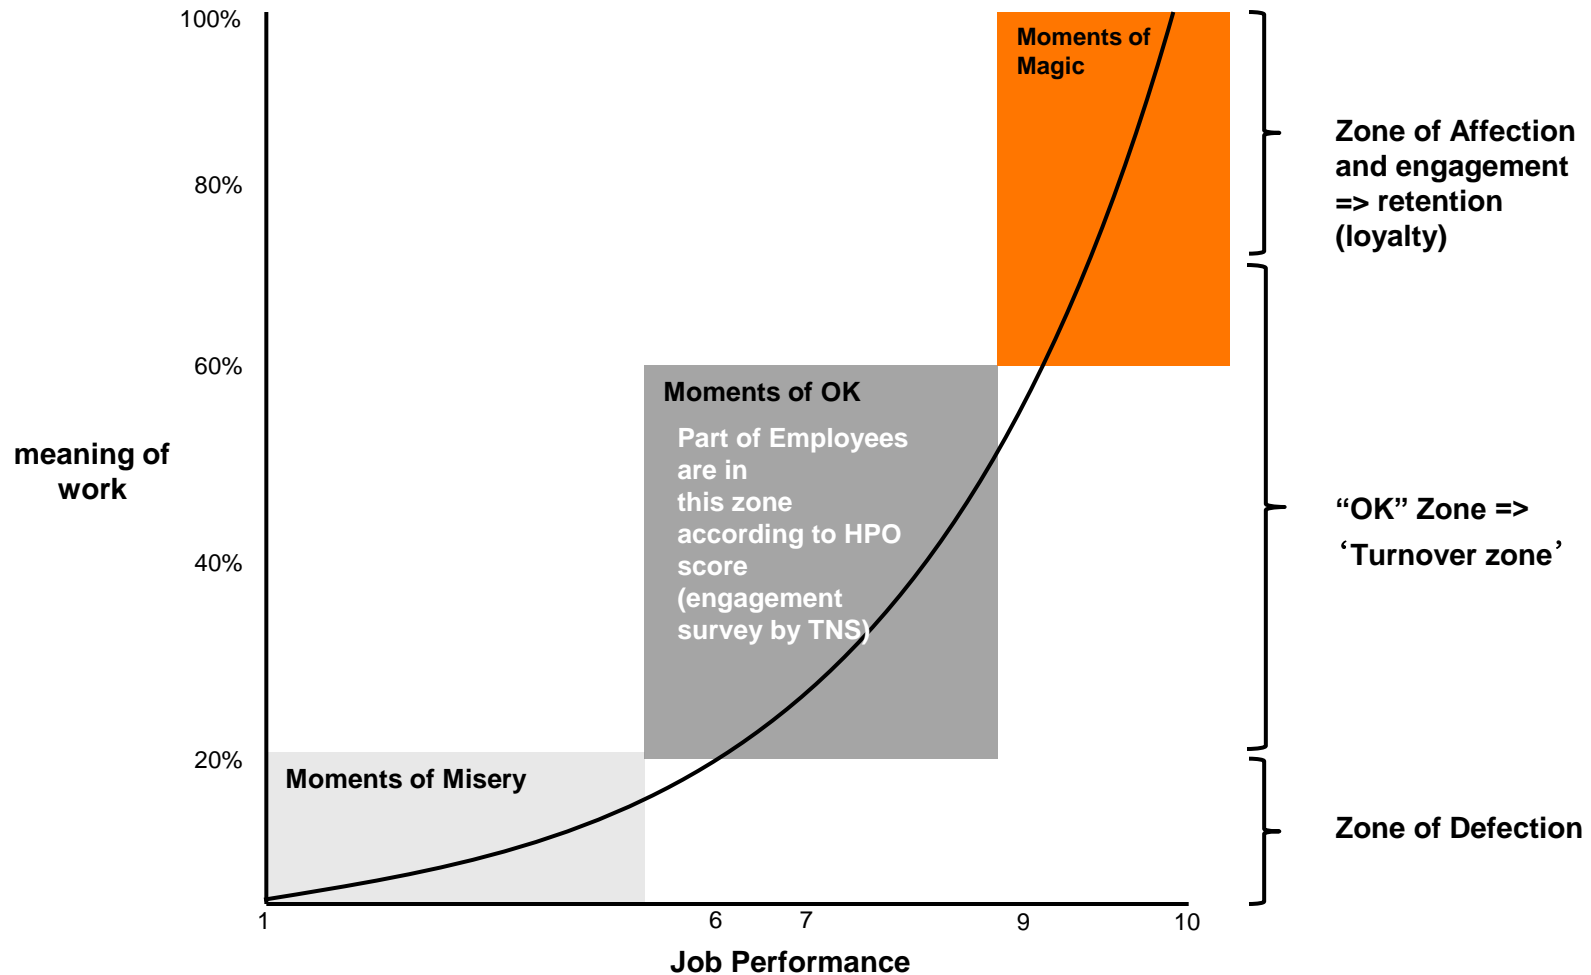 100%
80%
60%
40%
20%
meaning of
work
Moments of
Magic
Moments of OK
Part of Employees
are in
this zone
according to HPO
score
(engagement
survey by TNS)
Moments of Misery
Zone of Affection
and engagement
=> retention
(loyalty)
“OK” Zone =>
‘Turnover zone’
Zone of Defection
1 6 7 9 10
Job Performance